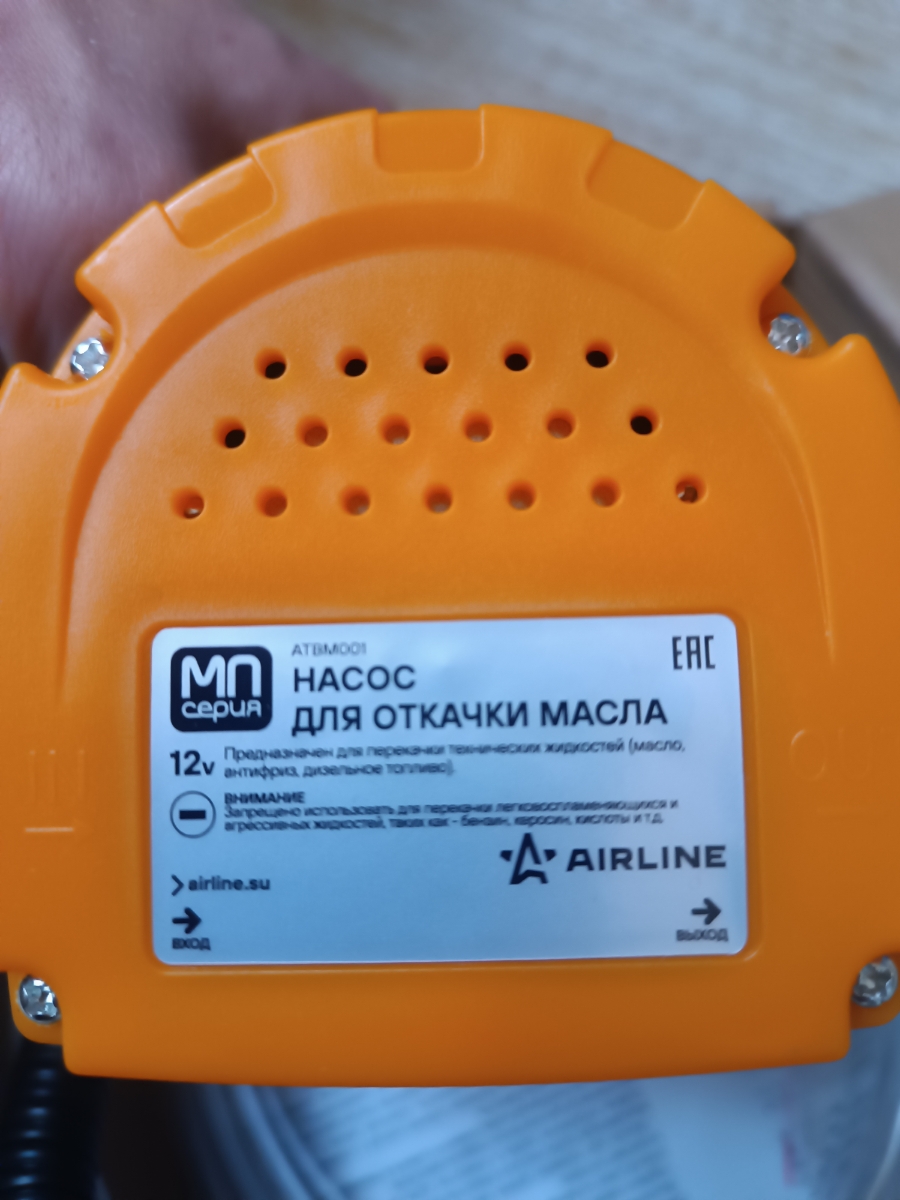 МП
серия
ATBM001
НАСОС
ДЛЯ ОТКАЧКИ МАСЛА
EAC
12v
Предназначен для перекачки технических жидкостей (масло,
антифриз, дизельное топливо).
ВНИМАНИЕ
Запрещено использовать для перекачки легковоспламеняющихся и
агрессивных жидкостей, таких как - бензин, керосин, кислоты и т.д.
AIRLINE
airline.su
ВХОД
ВЫХОД